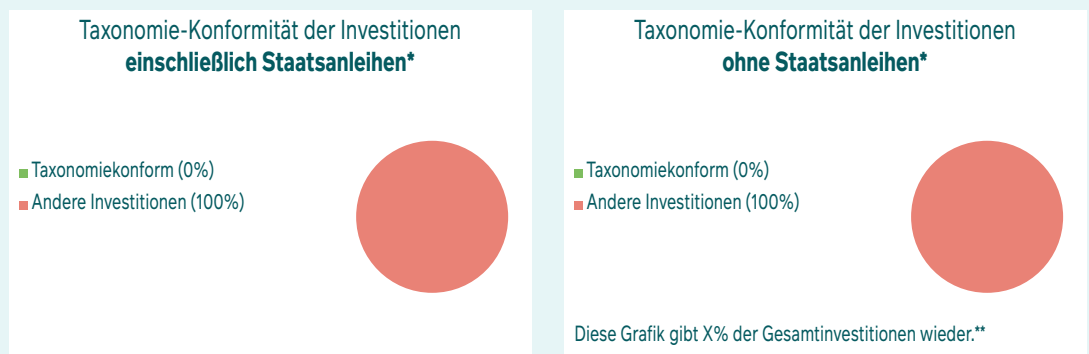 Taxonomie-Konformität der Investitionen
einschließlich Staatsanleihen*
Taxonomiekonform (0%)
Andere Investitionen (100%)
Taxonomie-Konformität der Investitionen
ohne Staatsanleihen*
Taxonomiekonform (0%)
Andere Investitionen (100%)
Diese Grafik gibt X% der Gesamtinvestitionen wieder.**